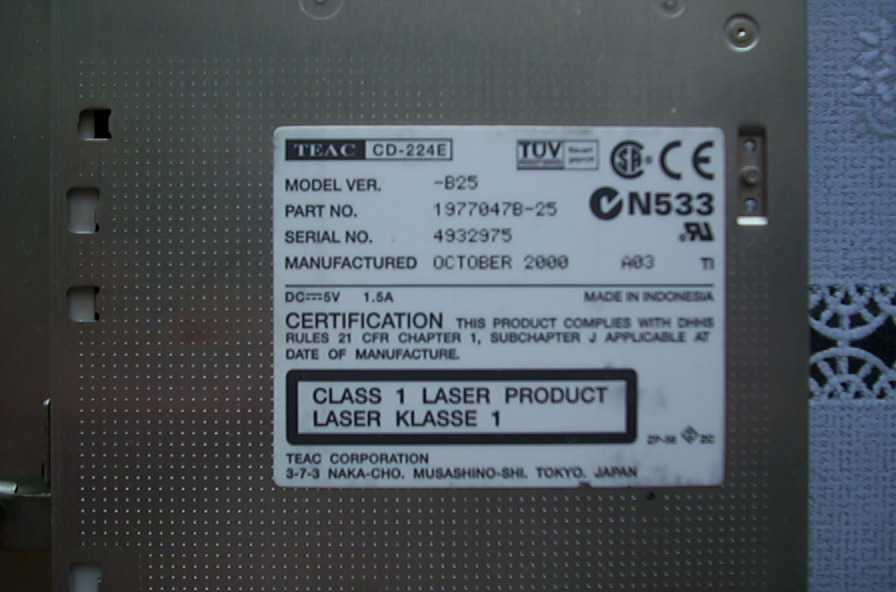 TEAC CD-224E
TÜV
CE
MODEL VER. -B25
PART NO. 1977047B-25
N533
SERIAL NO. 4932975
MANUFACTURED OCTOBER 2000 A03 TI
DC⎓5V 1.5A MADE IN INDONESIA
CERTIFICATION THIS PRODUCT COMPLIES WITH DHHS
RULES 21 CFR CHAPTER 1, SUBCHAPTER J APPLICABLE AT
DATE OF MANUFACTURE.
CLASS 1 LASER PRODUCT
LASER KLASSE 1
TEAC CORPORATION
3-7-3 NAKA-CHO, MUSASHINO-SHI, TOKYO, JAPAN